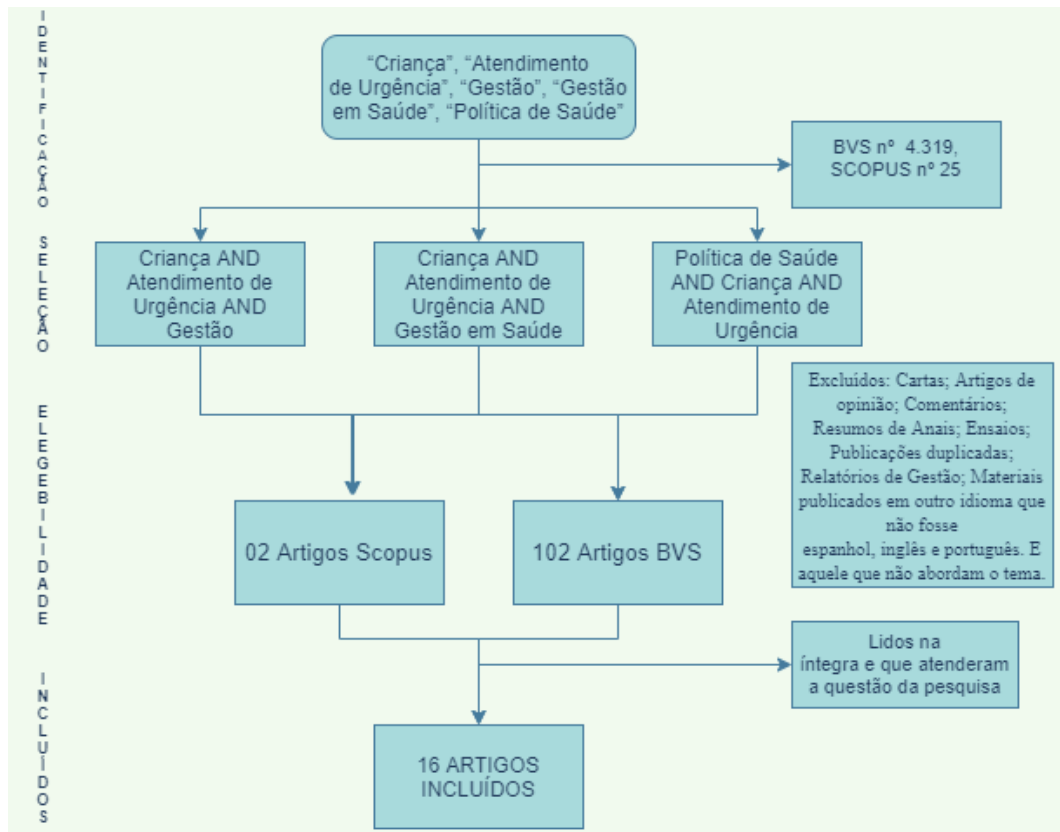 IDENTIFICAÇÃO
“Criança”, “Atendimento
de Urgência”, “Gestão”, “Gestão
em Saúde”, “Política de Saúde”
BVS nº 4.319,
SCOPUS nº 25
SELEÇÃO
Criança AND
Atendimento de
Urgência AND
Gestão
Criança AND
Atendimento de
Urgência AND
Gestão em Saúde
Política de Saúde
AND Criança AND
Atendimento de
Urgência
ELEGEBILIDADE
Excluídos: Cartas; Artigos de
opinião; Comentários;
Resumos de Anais; Ensaios;
Publicações duplicadas;
Relatórios de Gestão; Materiais
publicados em outro idioma que
não fosse
espanhol, inglês e português. E
aquele que não abordam o tema.
02 Artigos Scopus
102 Artigos BVS
Lidos na
íntegra e que atenderam
a questão da pesquisa
INCLUÍDOS
16 ARTIGOS
INCLUÍDOS